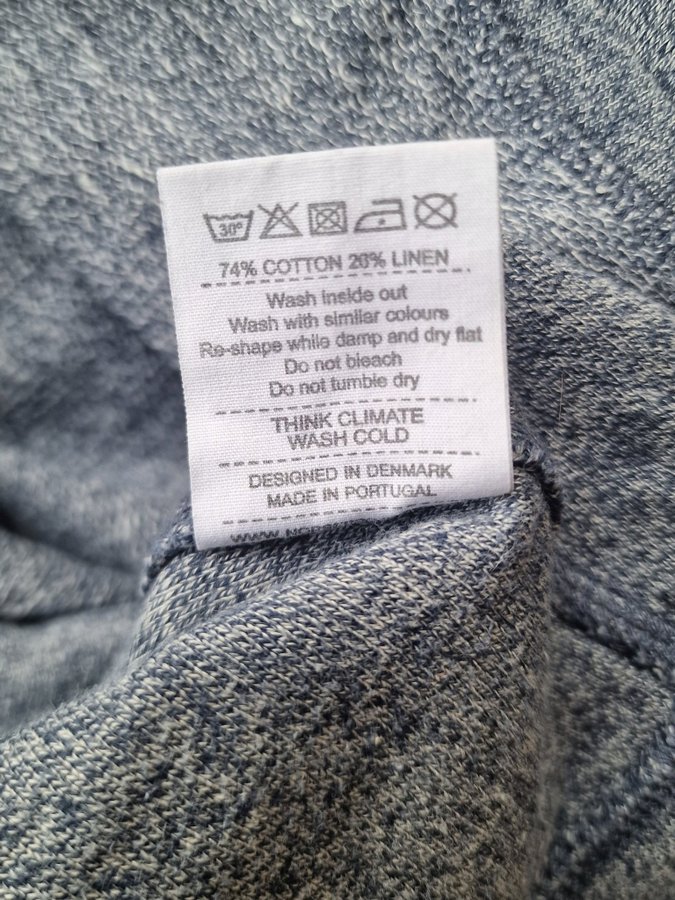 30°
74% COTTON 26% LINEN
Wash inside out
Wash with similar colours
Re-shape while damp and dry flat
Do not bleach
Do not tumble dry
THINK CLIMATE
WASH COLD
DESIGNED IN DENMARK
MADE IN PORTUGAL